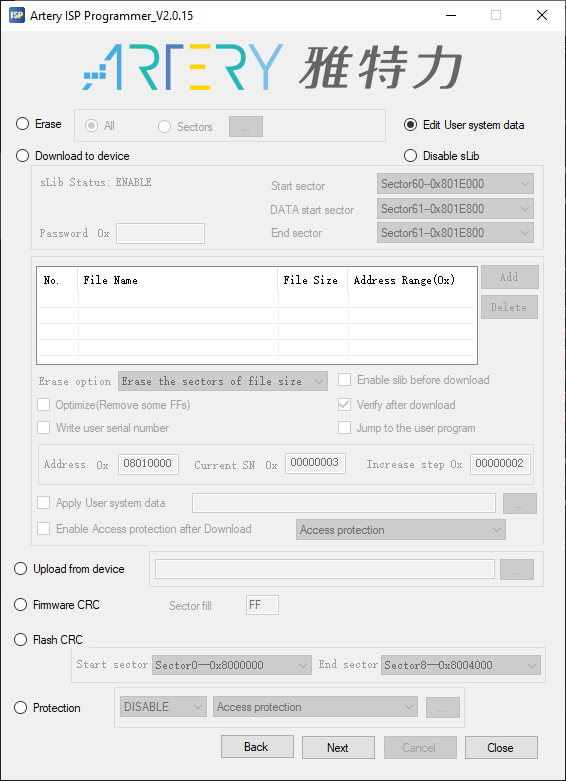 ISP Artery ISP Programmer_V2.0.15
ARTERY 雅特力
Erase All Sectors ... Edit User system data
Download to device Disable sLib
sLib Status: ENABLE Start sector Sector60--0x801E000
DATA start sector Sector61--0x801E800
Password 0x End sector Sector61--0x801E800
No. File Name File Size Address Range(0x) Add
Delete
Erase option Erase the sectors of file size Enable slib before download
Optimize(Remove some FFs) Verify after download
Write user serial number Jump to the user program
Address 0x 08010000 Current SN 0x 00000003 Increase step 0x 00000002
Apply User system data ...
Enable Access protection after Download Access protection
Upload from device ...
Firmware CRC Sector fill FF
Flash CRC
Start sector Sector0--0x8000000 End sector Sector8--0x8004000
Protection DISABLE Access protection ...
Back Next Cancel Close